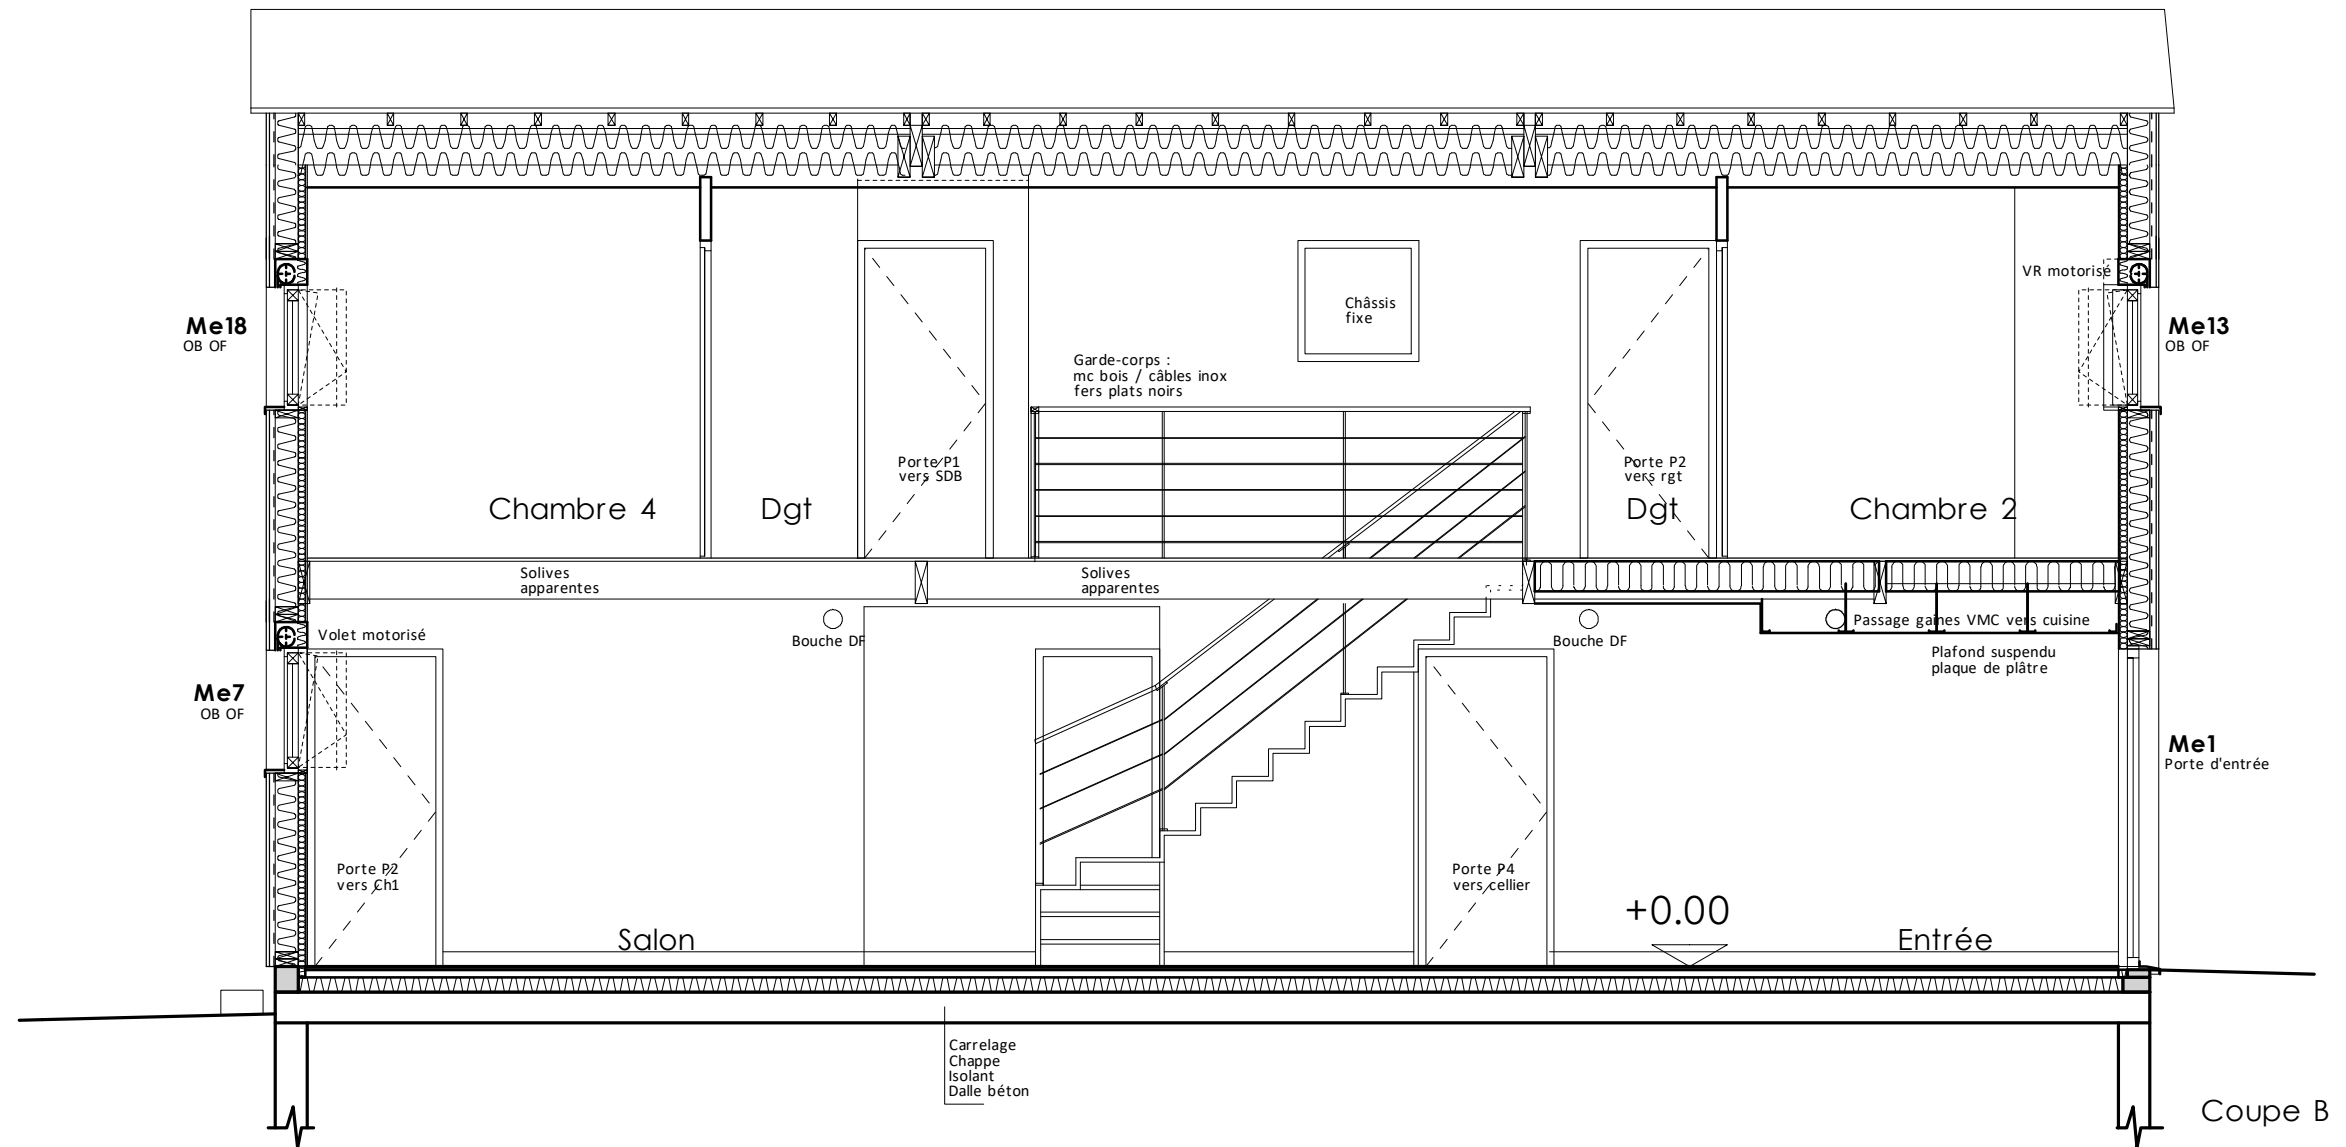 VR motorisé
Châssis
fixe
Me18
OB OF
Me13
OB OF
Garde-corps :
mc bois / câbles inox
fers plats noirs
Porte P1
vers SDB
Porte P2
vers rgt
Chambre 4
Dgt
Dgt
Chambre 2
Solives
apparentes
Solives
apparentes
Volet motorisé
Bouche DF
Bouche DF
Passage gaines VMC vers cuisine
Plafond suspendu
plaque de plâtre
Me7
OB OF
Me1
Porte d'entrée
Porte P2
vers Ch1
Porte P4
vers cellier
+0.00
Salon
Entrée
Carrelage
Chappe
Isolant
Dalle béton
Coupe B